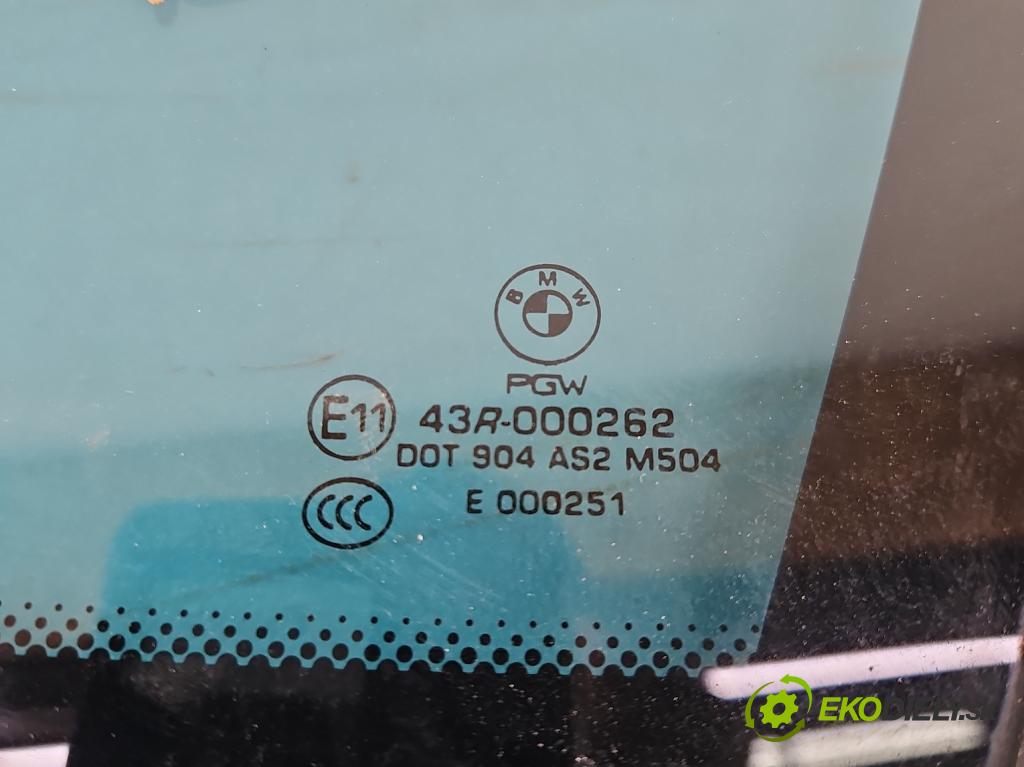 BMW
PGW
E11 43R-000262
DOT 904 AS2 M504
CCC E 000251
EKODIELY.SK